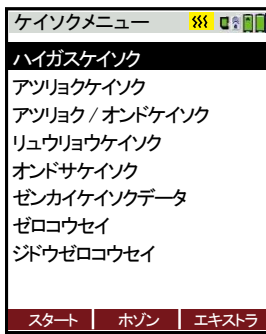 ケイソクメニュー
ハイガスケイソク
アツリョクケイソク
アツリョク / オンドケイソク
リュウリョウケイソク
オンドサケイソク
ゼンカイケイソクデータ
ゼロコウセイ
ジドウゼロコウセイ
スタート ホゾン エキストラ